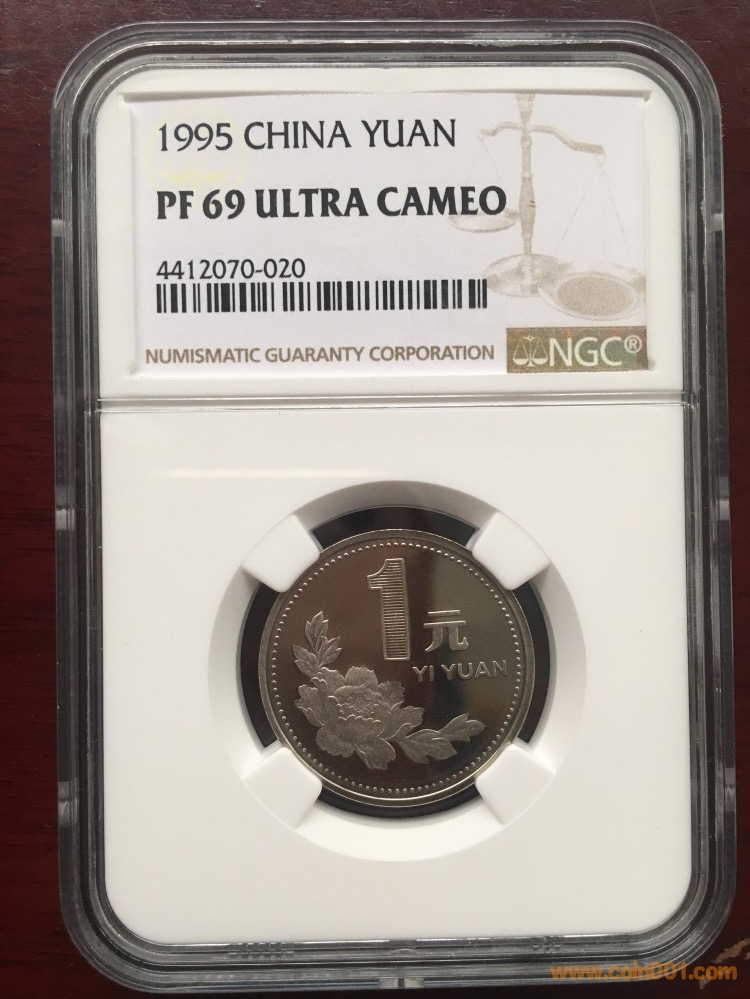 1995 CHINA YUAN
PF 69 ULTRA CAMEO
4412070-020
NUMISMATIC GUARANTY CORPORATION
NGC®
1元
YI YUAN
www.coin001.com